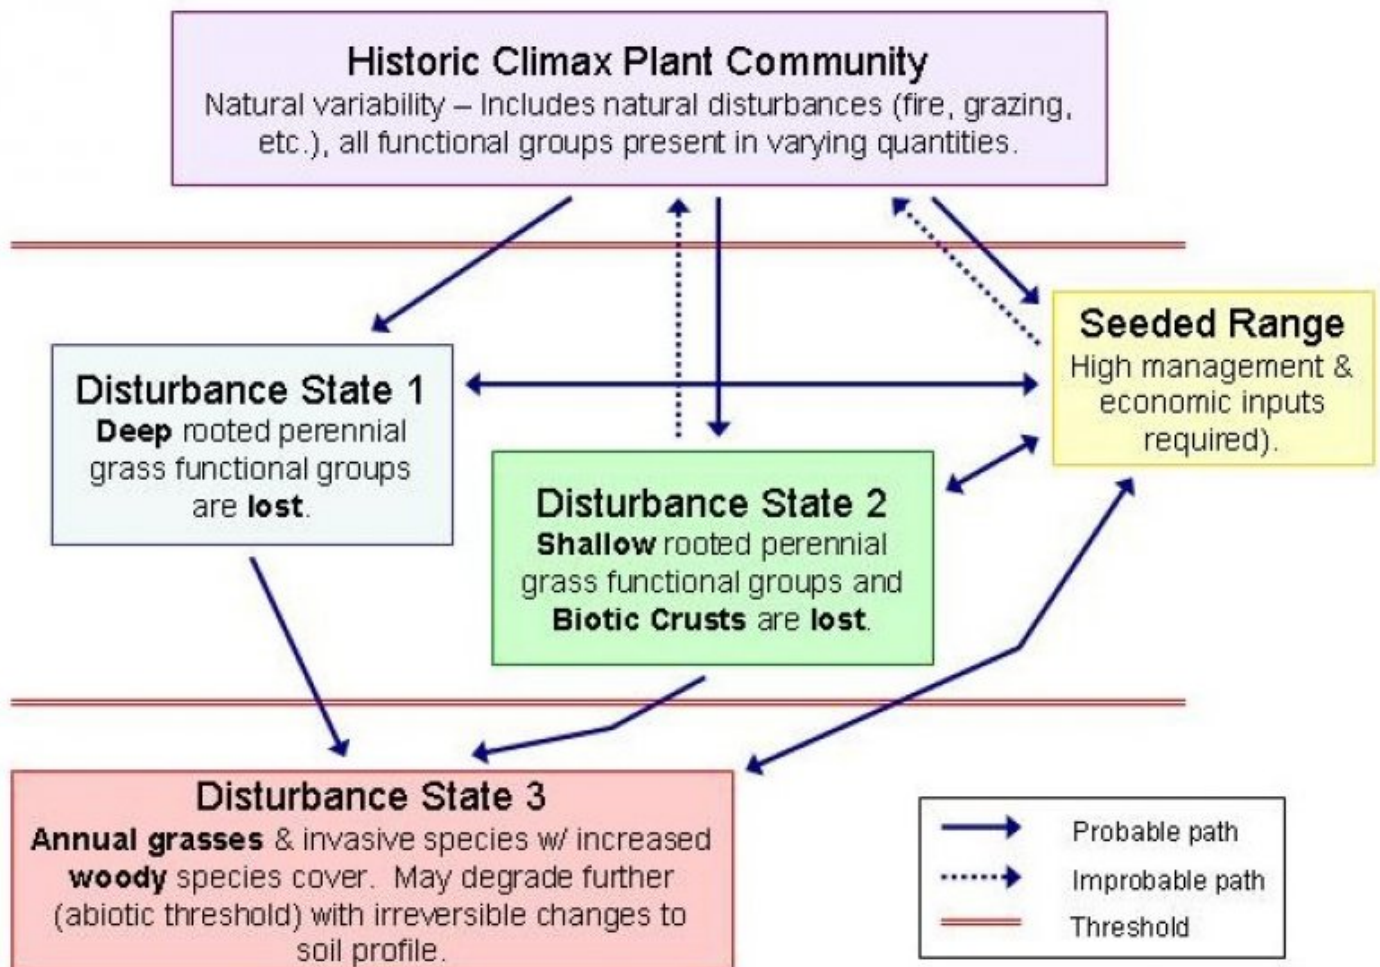 Historic Climax Plant Community
Natural variability – Includes natural disturbances (fire, grazing,
etc.), all functional groups present in varying quantities.
Seeded Range
High management &
economic inputs
required).
Disturbance State 1
Deep rooted perennial
grass functional groups
are lost.
Disturbance State 2
Shallow rooted perennial
grass functional groups and
Biotic Crusts are lost.
Disturbance State 3
Annual grasses & invasive species w/ increased
woody species cover. May degrade further
(abiotic threshold) with irreversible changes to
soil profile.
Probable path
Improbable path
Threshold